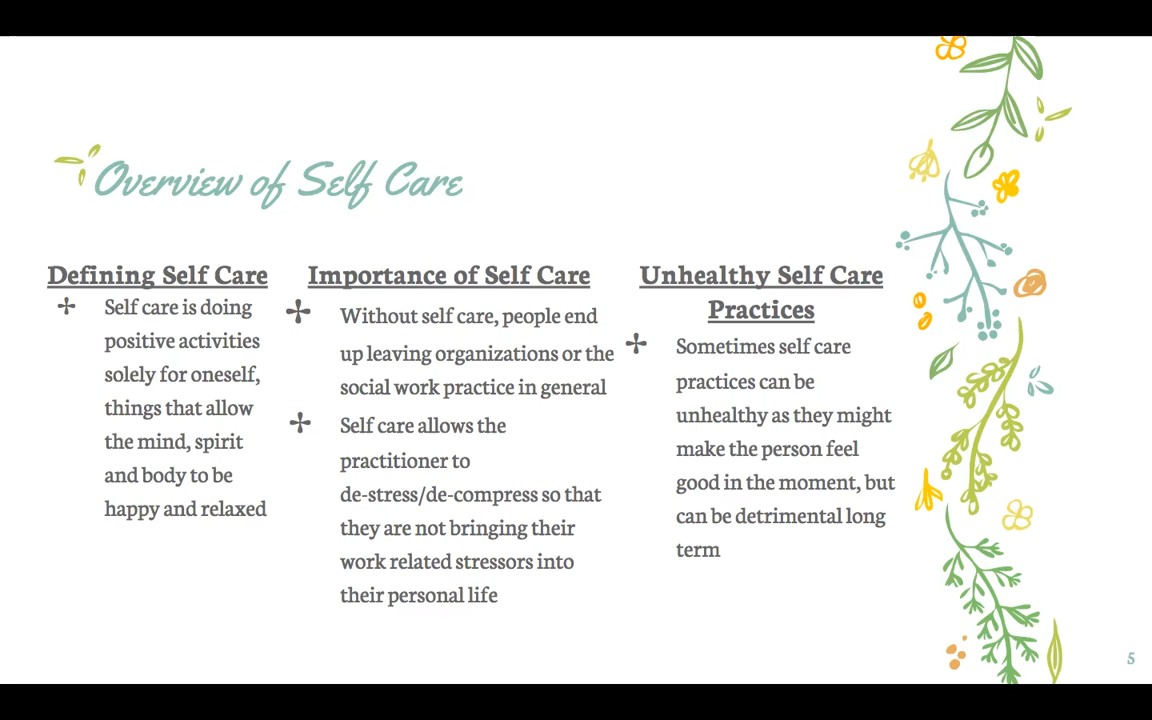 Overview of Self Care
Defining Self Care
Self care is doing
positive activities
solely for oneself,
things that allow
the mind, spirit
and body to be
happy and relaxed
Importance of Self Care
Without self care, people end
up leaving organizations or the
social work practice in general
Self care allows the
practitioner to
de-stress/de-compress so that
they are not bringing their
work related stressors into
their personal life
Unhealthy Self Care
Practices
Sometimes self care
practices can be
unhealthy as they might
make the person feel
good in the moment, but
can be detrimental long
term
5